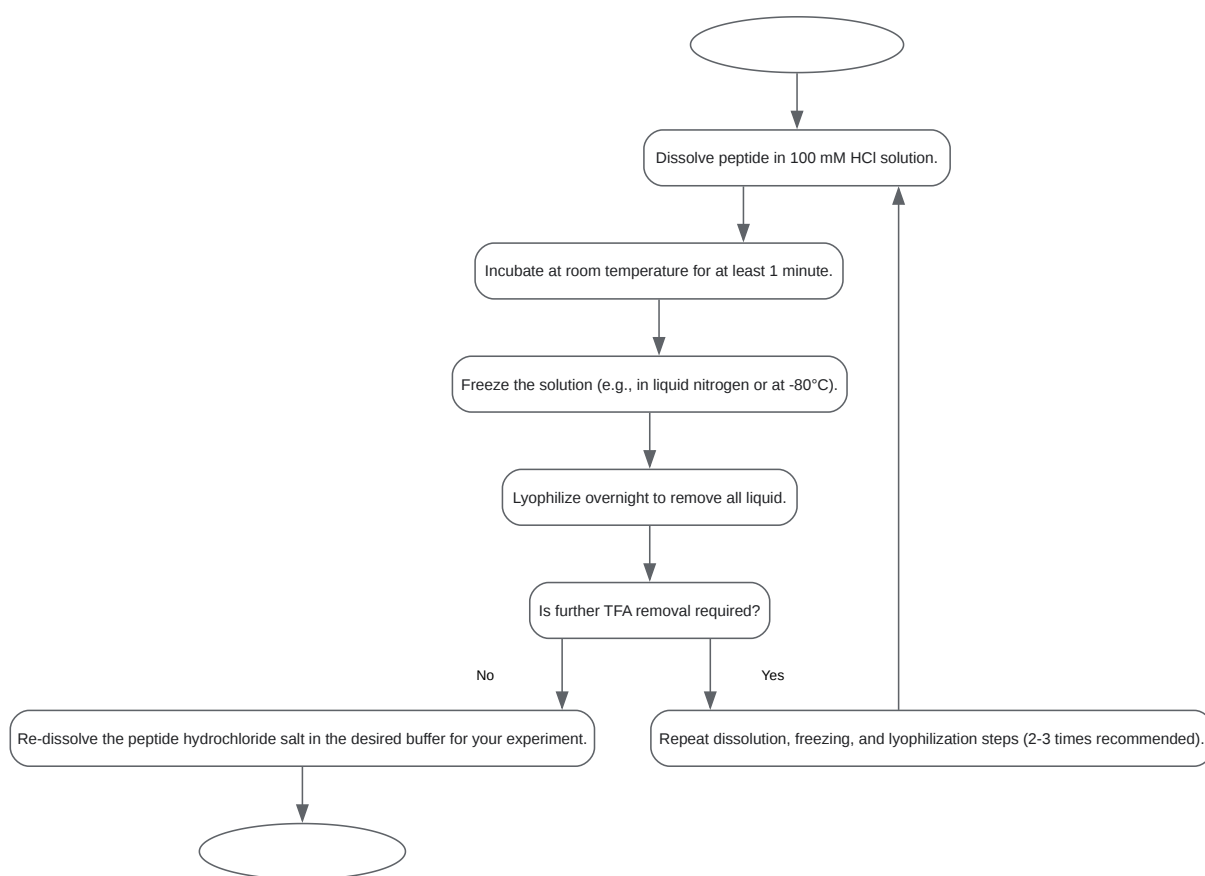 Dissolve peptide in 100 mM HCl solution.
Incubate at room temperature for at least 1 minute.
Freeze the solution (e.g., in liquid nitrogen or at -80°C).
Lyophilize overnight to remove all liquid.
Is further TFA removal required?
No
Yes
Re-dissolve the peptide hydrochloride salt in the desired buffer for your experiment.
Repeat dissolution, freezing, and lyophilization steps (2-3 times recommended).